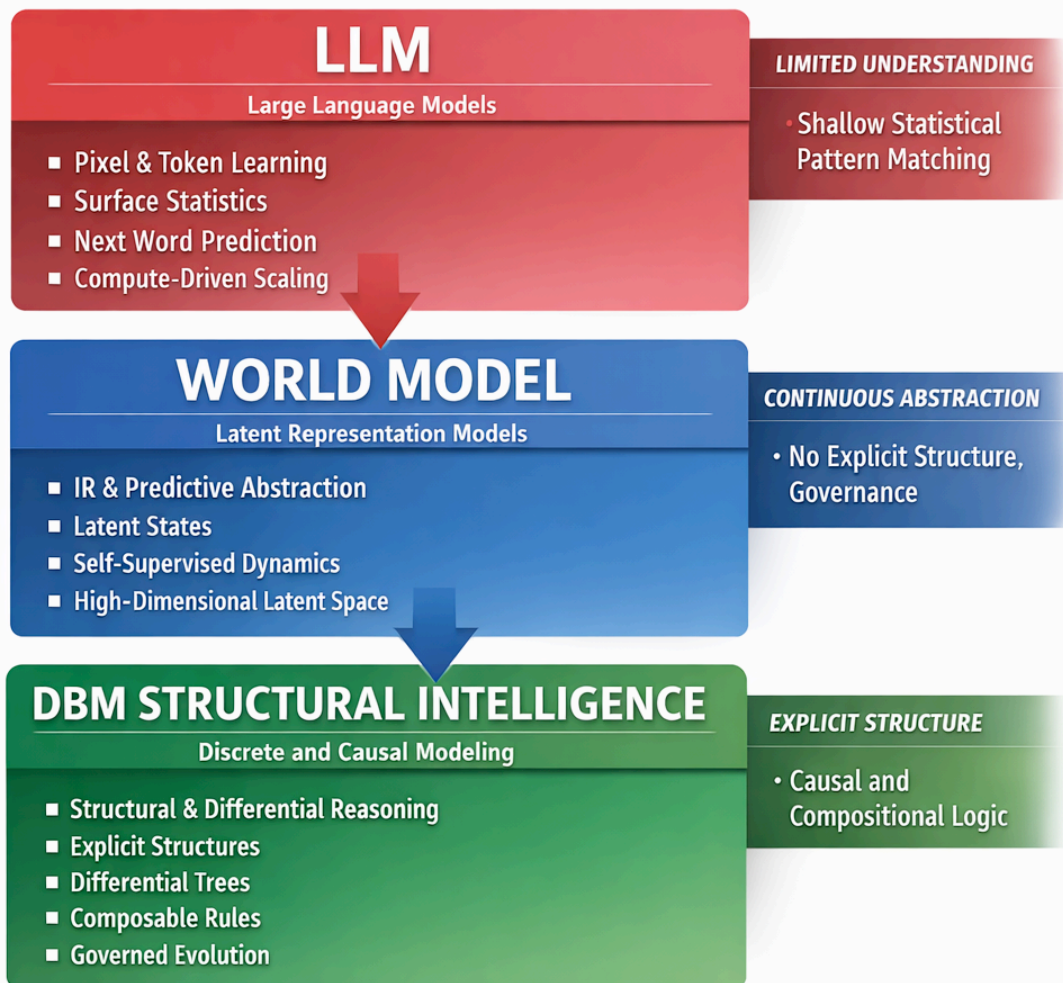 LLM
Large Language Models
▪ Pixel & Token Learning
▪ Surface Statistics
▪ Next Word Prediction
▪ Compute-Driven Scaling
LIMITED UNDERSTANDING
• Shallow Statistical
Pattern Matching
WORLD MODEL
Latent Representation Models
▪ IR & Predictive Abstraction
▪ Latent States
▪ Self-Supervised Dynamics
▪ High-Dimensional Latent Space
CONTINUOUS ABSTRACTION
• No Explicit Structure,
Governance
DBM STRUCTURAL INTELLIGENCE
Discrete and Causal Modeling
▪ Structural & Differential Reasoning
▪ Explicit Structures
▪ Differential Trees
▪ Composable Rules
▪ Governed Evolution
EXPLICIT STRUCTURE
• Causal and
Compositional Logic